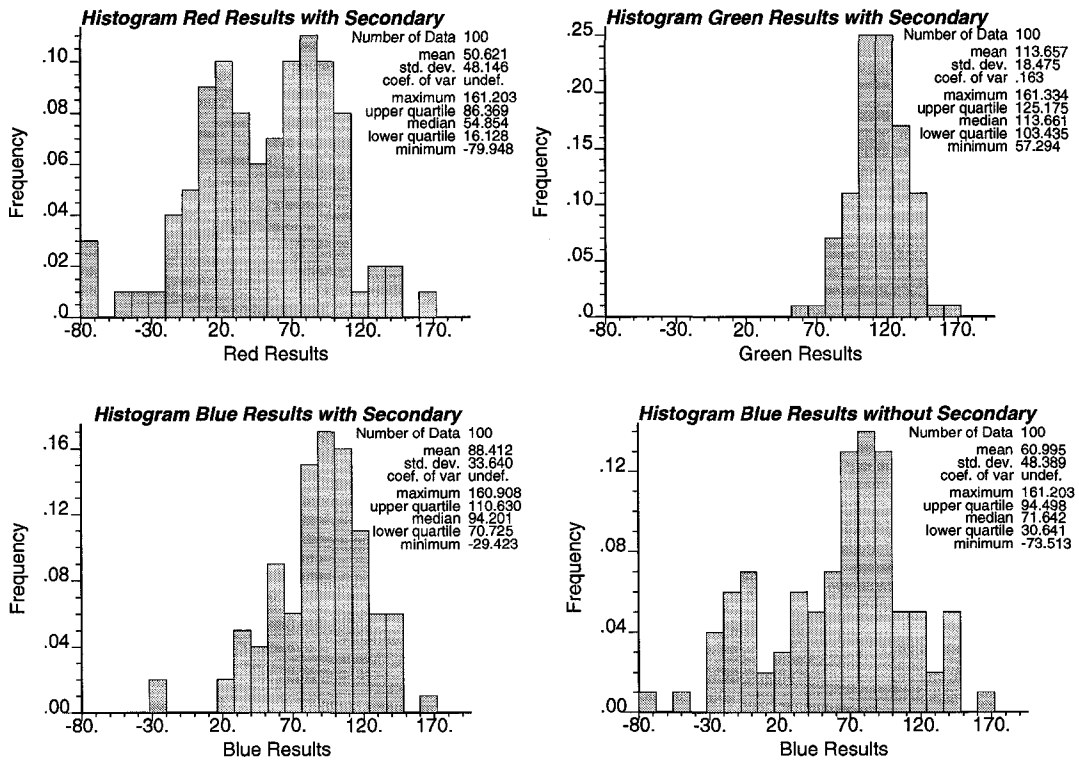 Histogram Red Results with Secondary
Number of Data 100
mean 50.621
std. dev. 48.146
coef. of var undef.
maximum 161.203
upper quartile 86.369
median 54.854
lower quartile 16.128
minimum -79.948
Frequency
.10
.08
.06
.04
.02
.0
-80. -30. 20. 70. 120. 170.
Red Results
Histogram Green Results with Secondary
Number of Data 100
mean 113.657
std. dev. 18.475
coef. of var .163
maximum 161.334
upper quartile 125.175
median 113.661
lower quartile 103.435
minimum 57.294
Frequency
.25
.20
.15
.10
.05
.0
-80. -30. 20. 70. 120. 170.
Green Results
Histogram Blue Results with Secondary
Number of Data 100
mean 88.412
std. dev. 33.640
coef. of var undef.
maximum 160.908
upper quartile 110.630
median 94.201
lower quartile 70.725
minimum -29.423
Frequency
.16
.12
.08
.04
.00
-80. -30. 20. 70. 120. 170.
Blue Results
Histogram Blue Results without Secondary
Number of Data 100
mean 60.995
std. dev. 48.389
coef. of var undef.
maximum 161.203
upper quartile 94.498
median 71.642
lower quartile 30.641
minimum -73.513
Frequency
.12
.08
.04
.00
-80. -30. 20. 70. 120. 170.
Blue Results